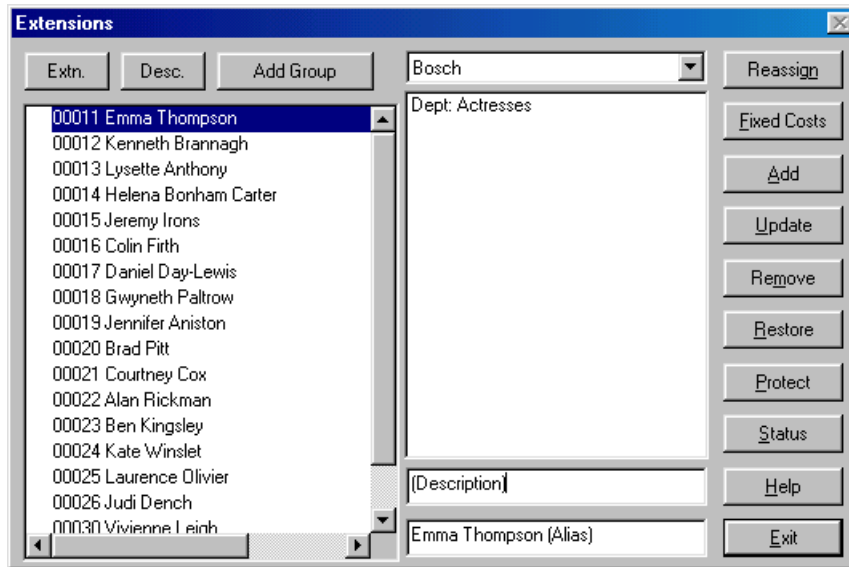 Extensions
Extn.
Desc.
Add Group
00011 Emma Thompson
00012 Kenneth Brannagh
00013 Lysette Anthony
00014 Helena Bonham Carter
00015 Jeremy Irons
00016 Colin Firth
00017 Daniel Day-Lewis
00018 Gwyneth Paltrow
00019 Jennifer Aniston
00020 Brad Pitt
00021 Courtney Cox
00022 Alan Rickman
00023 Ben Kingsley
00024 Kate Winslet
00025 Laurence Olivier
00026 Judi Dench
00030 Vivienne Leigh
Bosch
Dept: Actresses
(Description)
Emma Thompson (Alias)
Reassign
Fixed Costs
Add
Update
Remove
Restore
Protect
Status
Help
Exit